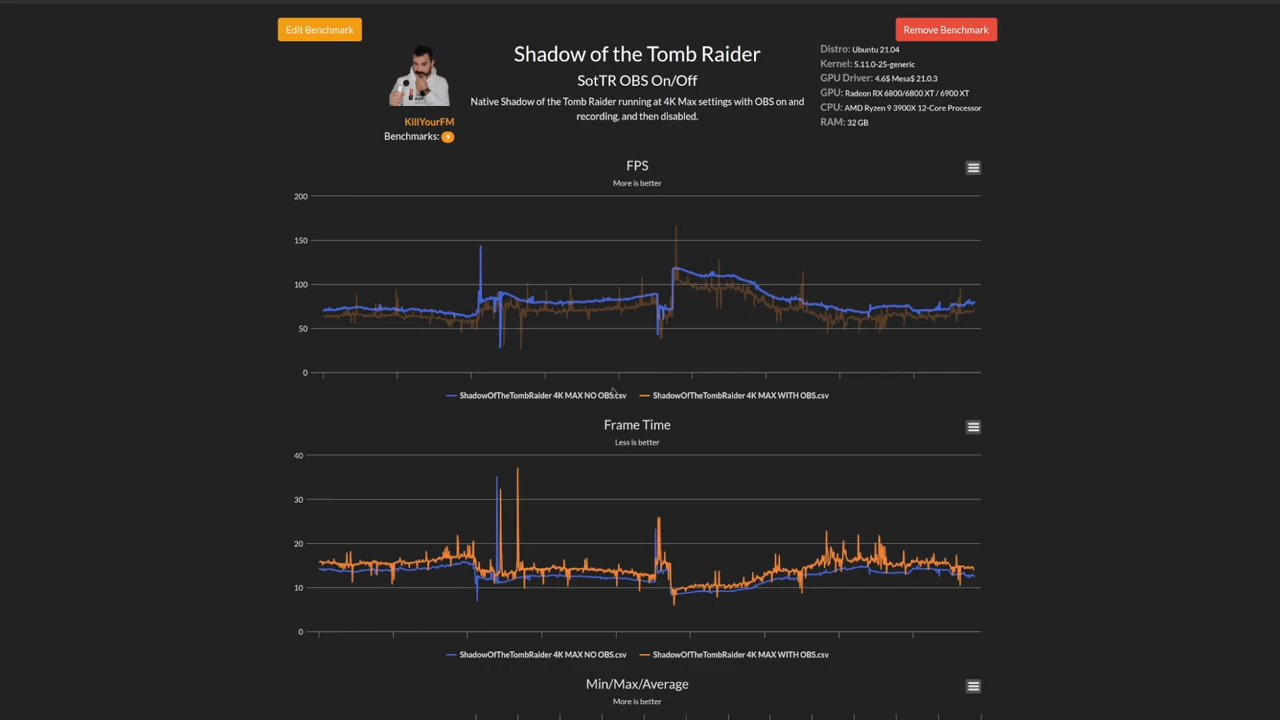 Edit Benchmark
Remove Benchmark
KillYourFM
Benchmarks: 9
Shadow of the Tomb Raider
SotTR OBS On/Off
Native Shadow of the Tomb Raider running at 4K Max settings with OBS on and
recording, and then disabled.
Distro: Ubuntu 21.04
Kernel: 5.11.0-25-generic
GPU Driver: 4.6$ Mesa$ 21.0.3
GPU: Radeon RX 6800/6800 XT / 6900 XT
CPU: AMD Ryzen 9 3900X 12-Core Processor
RAM: 32 GB
FPS
More is better
200
150
100
50
0
ShadowOfTheTombRaider 4K MAX NO OBS.csv
ShadowOfTheTombRaider 4K MAX WITH OBS.csv
Frame Time
Less is better
40
30
20
10
0
ShadowOfTheTombRaider 4K MAX NO OBS.csv
ShadowOfTheTombRaider 4K MAX WITH OBS.csv
Min/Max/Average
More is better